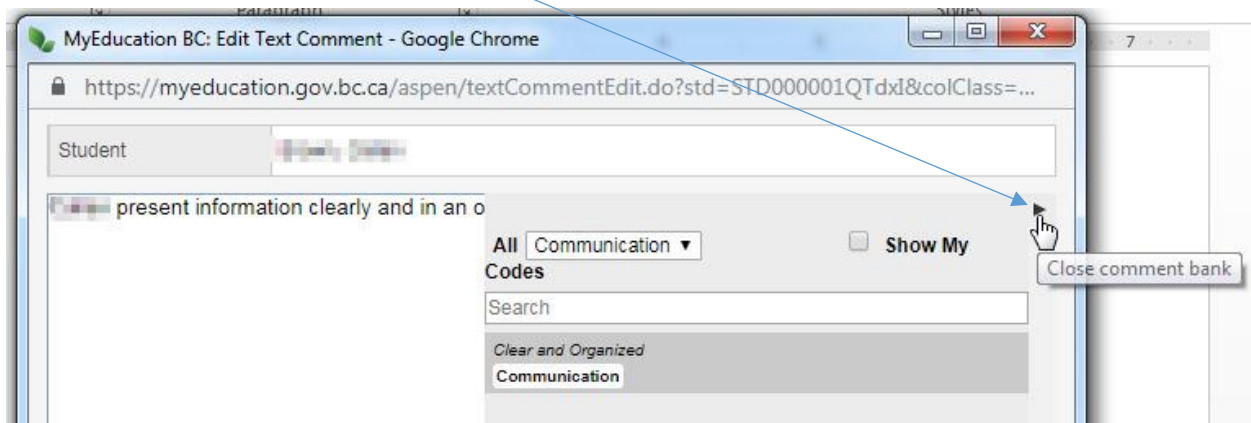 Paragraph Styles
7
MyEducation BC: Edit Text Comment - Google Chrome
https://myeducation.gov.bc.ca/aspen/textCommentEdit.do?std=STD000001QTdxI&colClass=...
Student
present information clearly and in an o
All Communication ▼ Show My
Codes
Close comment bank
Search
Clear and Organized
Communication